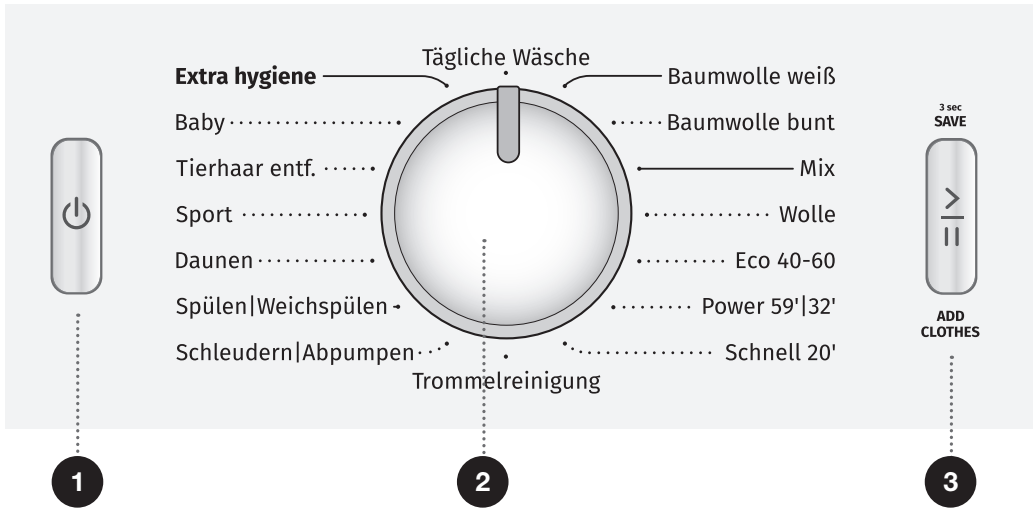 Tägliche Wäsche
Extra hygiene
Baumwolle weiß
Baby
Baumwolle bunt
Tierhaar entf.
Mix
Sport
Wolle
Daunen
Eco 40-60
Spülen|Weichspülen
Power 59'|32'
Schleudern|Abpumpen
Schnell 20'
Trommelreinigung
3 sec
SAVE
ADD
CLOTHES
1
2
3